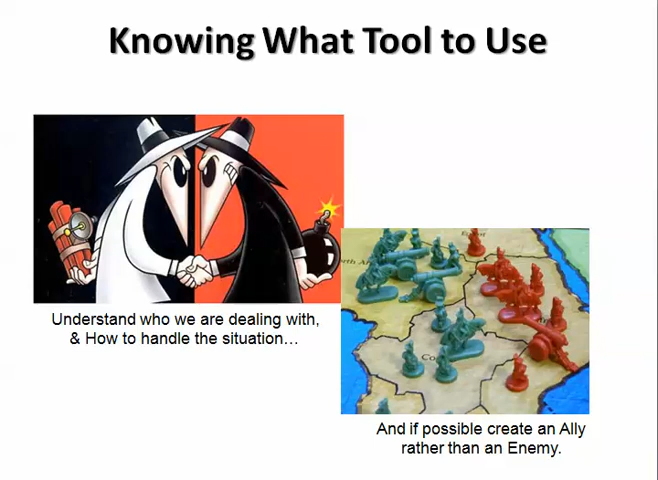 Knowing What Tool to Use
Understand who we are dealing with,
& How to handle the situation…
And if possible create an Ally
rather than an Enemy.